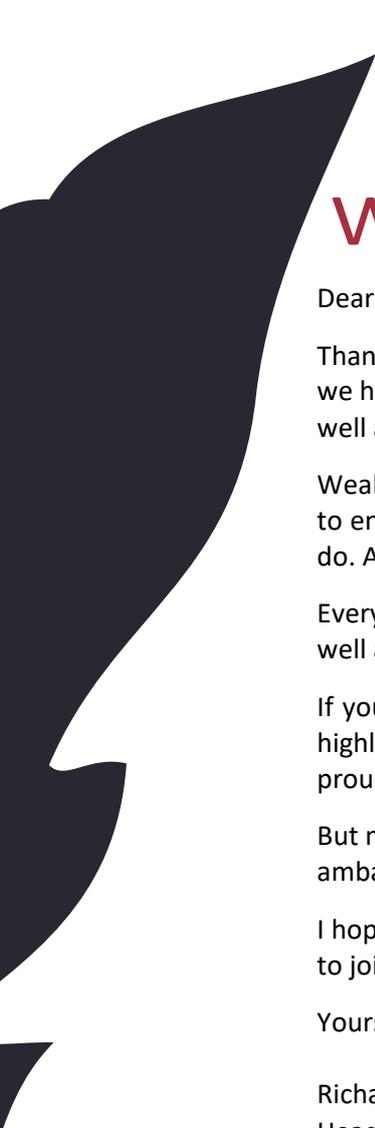 W
Dear
Than
we h
well a
Weal
to en
do. A
Every
well a
If you
highl
prou
But n
amba
I hop
to joi
Yours
Richa